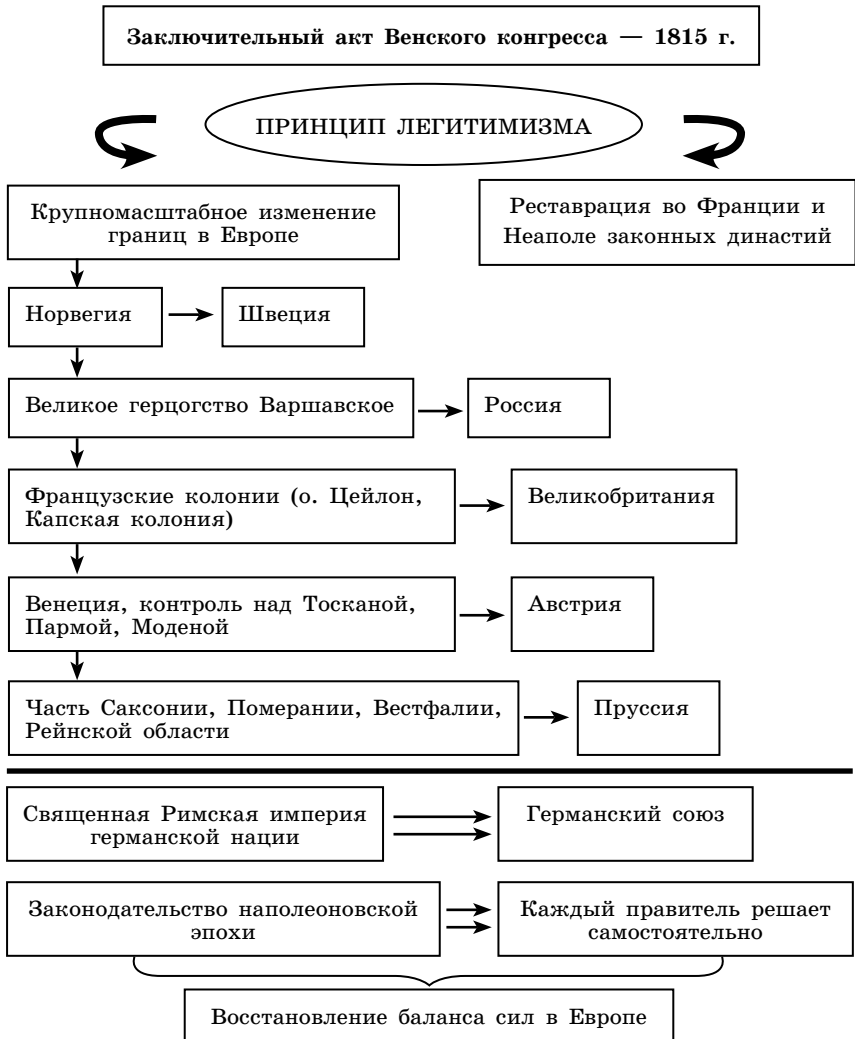 Заключительный акт Венского конгресса — 1815 г.
ПРИНЦИП ЛЕГИТИМИЗМА
Крупномасштабное изменение
границ в Европе
Реставрация во Франции и
Неаполе законных династий
Норвегия
Швеция
Великое герцогство Варшавское
Россия
Французские колонии (о. Цейлон,
Капская колония)
Великобритания
Венеция, контроль над Тосканой,
Пармой, Моденой
Австрия
Часть Саксонии, Померании, Вестфалии,
Рейнской области
Пруссия
Священная Римская империя
германской нации
Германский союз
Законодательство наполеоновской
эпохи
Каждый правитель решает
самостоятельно
Восстановление баланса сил в Европе